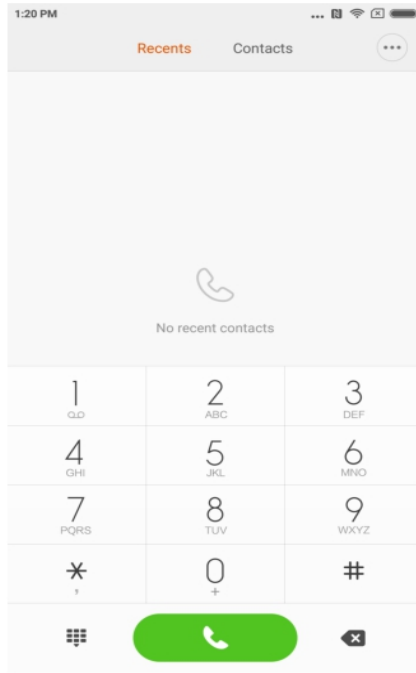 1:20 PM
Recents Contacts
No recent contacts
1 2 3
ABC DEF
4 5 6
GHI JKL MNO
7 8 9
PQRS TUV WXYZ
* 0 #
, +